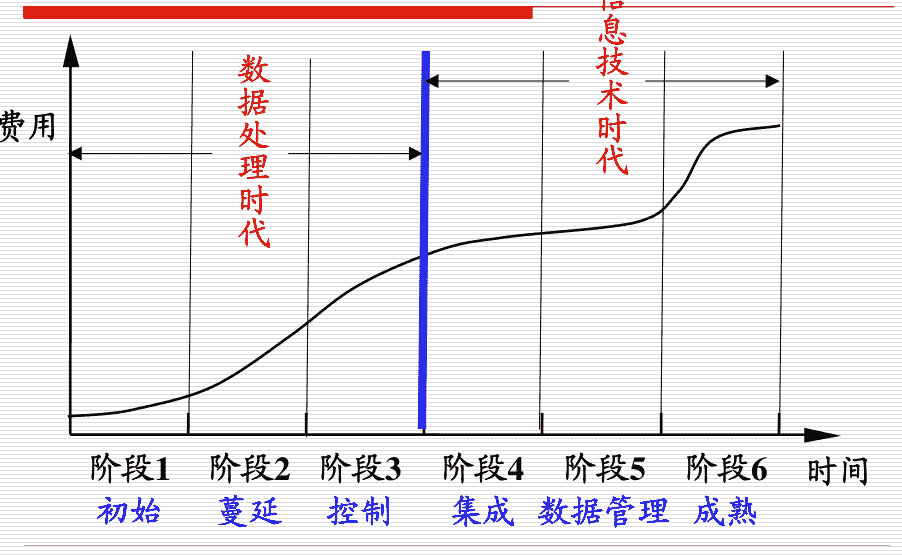 数据处理时代
信息技术时代
费用
阶段1 阶段2 阶段3 阶段4 阶段5 阶段6 时间
初始 蔓延 控制 集成 数据管理 成熟